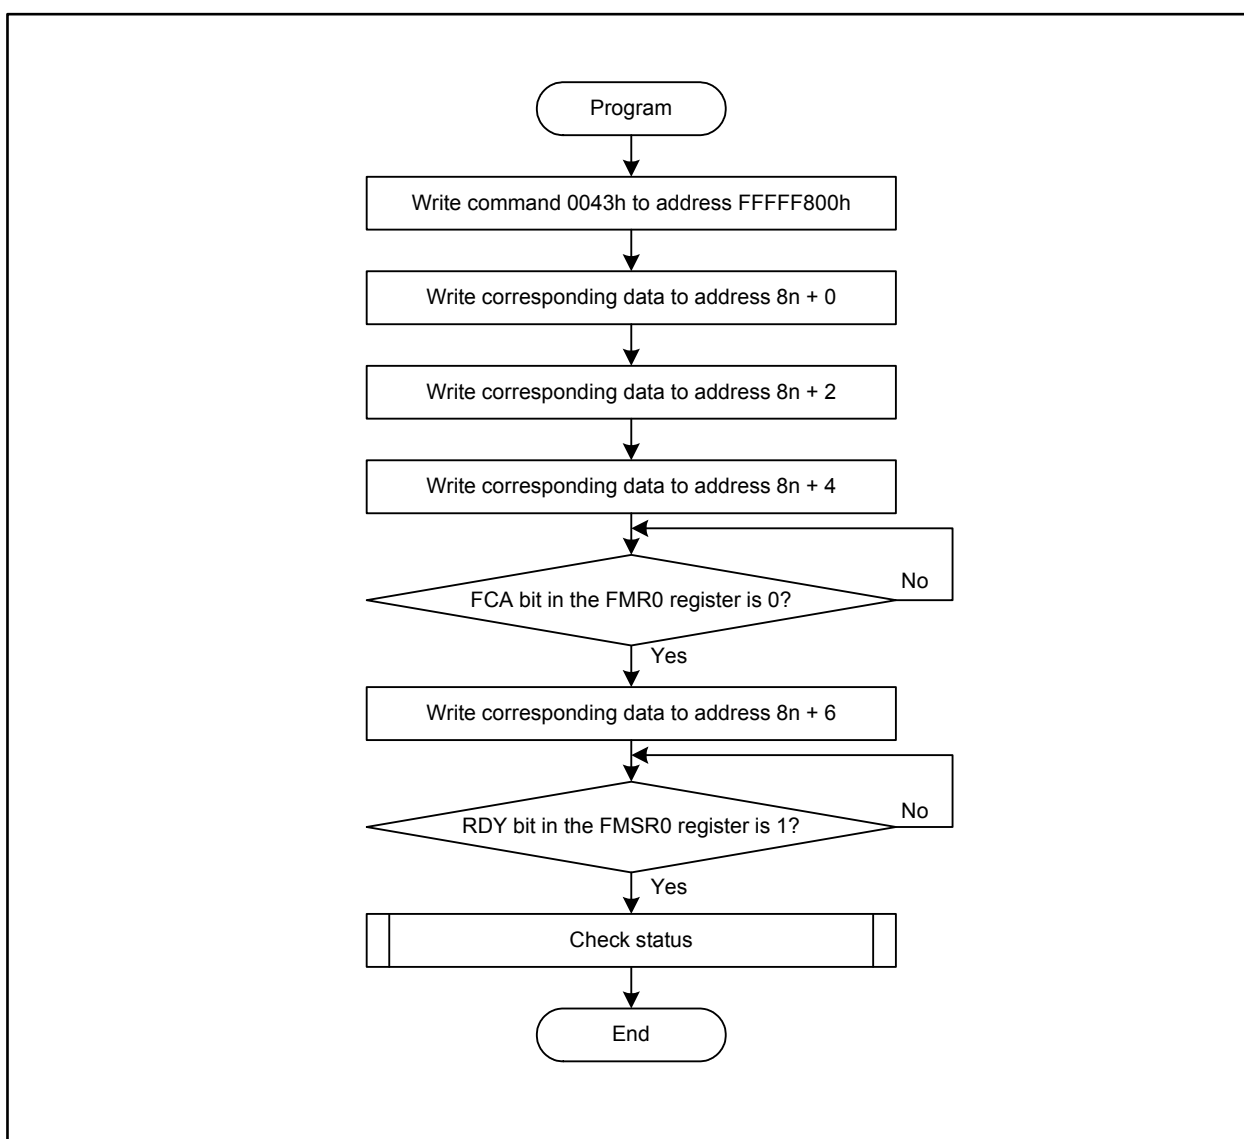 Program
Write command 0043h to address FFFFF800h
Write corresponding data to address 8n + 0
Write corresponding data to address 8n + 2
Write corresponding data to address 8n + 4
FCA bit in the FMR0 register is 0?
No
Yes
Write corresponding data to address 8n + 6
RDY bit in the FMSR0 register is 1?
No
Yes
Check status
End